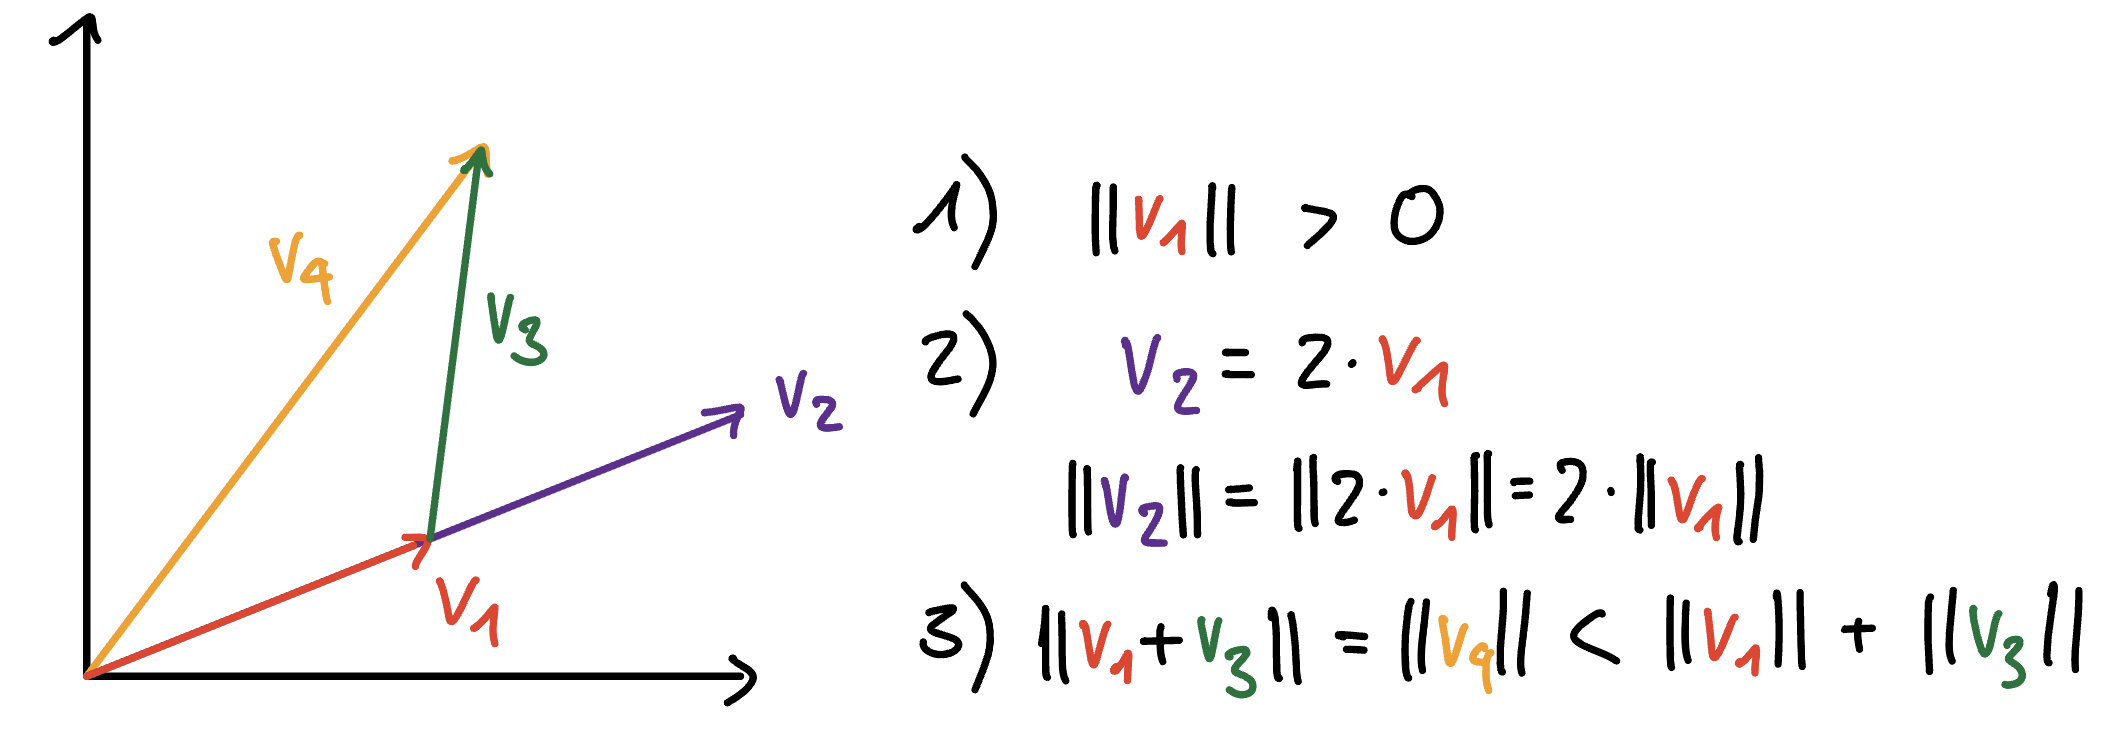 V4
V3
V2
V1
1) ||V1|| > 0
2) V2 = 2 · V1
||V2|| = ||2 · V1|| = 2 · ||V1||
3) ||V1 + V3|| = ||V4|| < ||V1|| + ||V3||